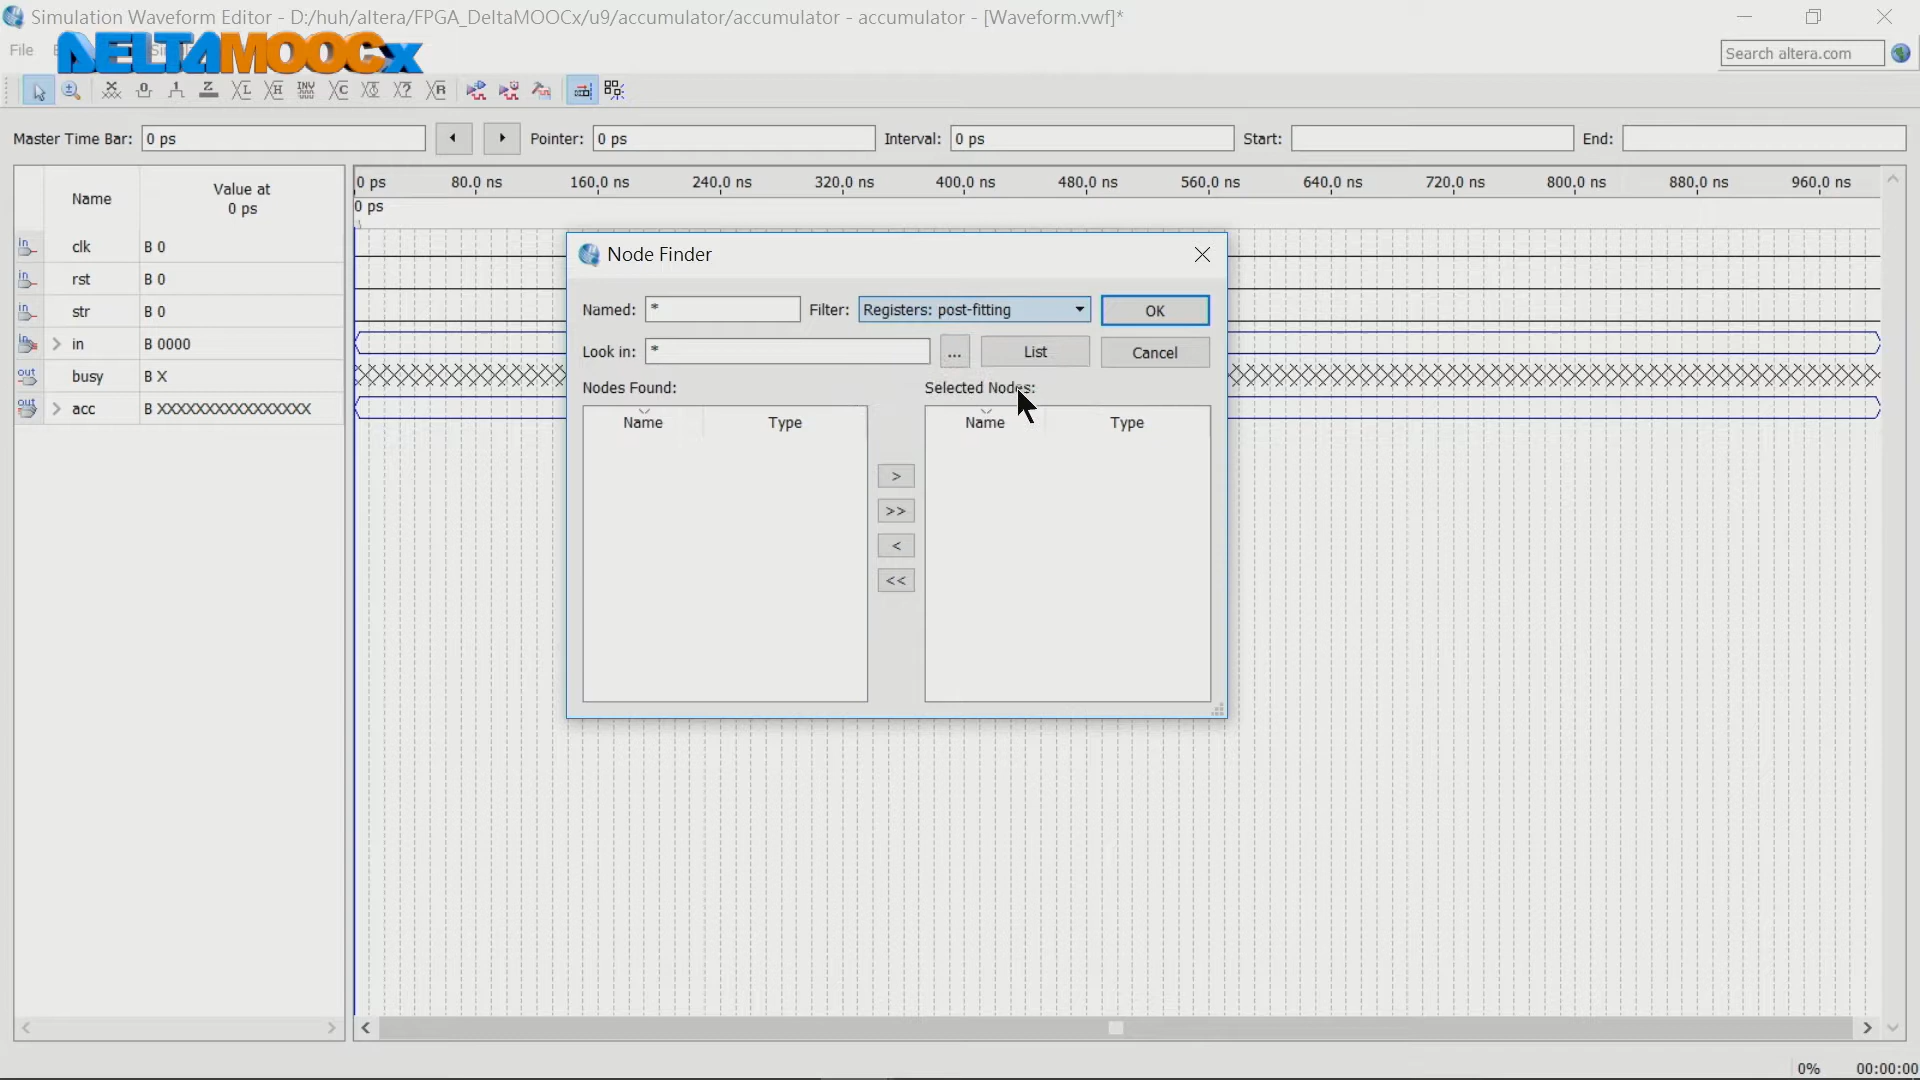 Simulation Waveform Editor - D:/huh/altera/FPGA_DeltaMOOCx/u9/accumulator/accumulator - accumulator - [Waveform.vwf]*
File
DELTAMOOCx
Search altera.com
Master Time Bar: 0 ps Pointer: 0 ps Interval: 0 ps Start: End:
Name Value at 0 ps
0 ps 80.0 ns 160.0 ns 240.0 ns 320.0 ns 400.0 ns 480.0 ns 560.0 ns 640.0 ns 720.0 ns 800.0 ns 880.0 ns 960.0 ns
0 ps
clk B 0
rst B 0
str B 0
in B 0000
busy B X
acc B XXXXXXXXXXXXXXXX
Node Finder
Named: * Filter: Registers: post-fitting OK
Look in: * ... List Cancel
Nodes Found: Selected Nodes:
Name Type Name Type
>
>>
<
<<
0% 00:00:00